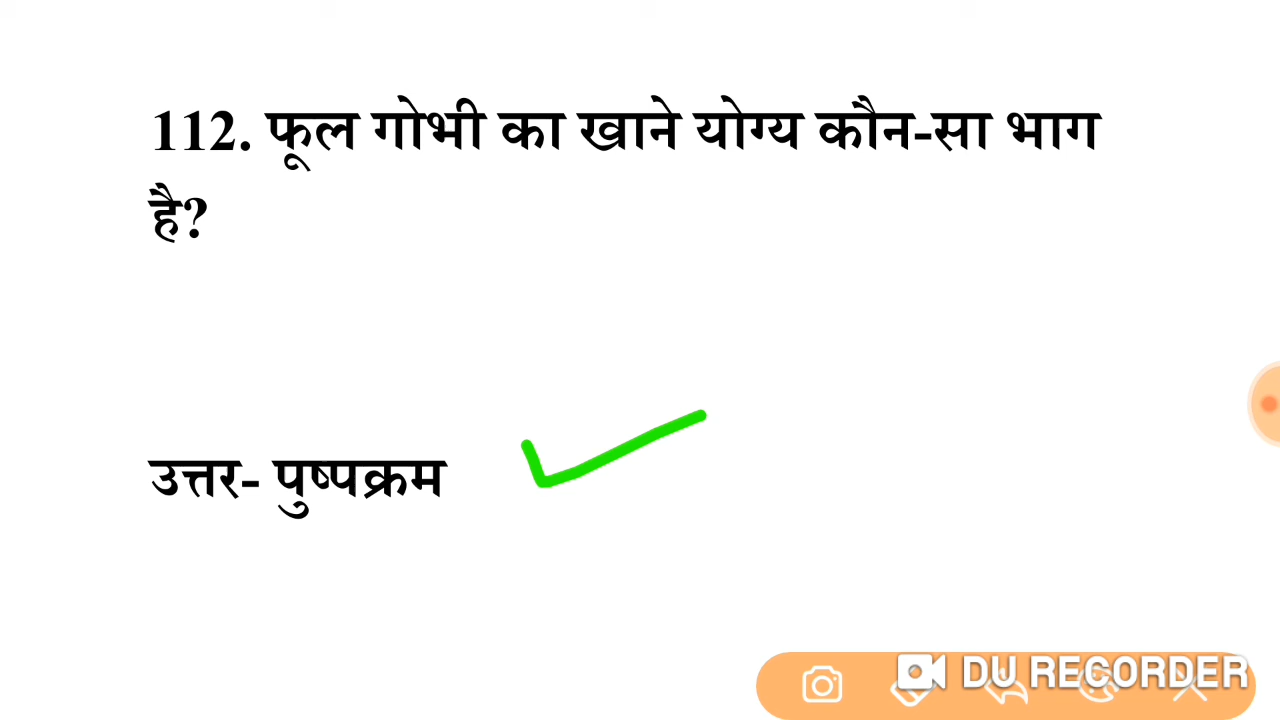 112. फूल गोभी का खाने योग्य कौन-सा भाग
है?
उत्तर- पुष्पक्रम
DU RECORDER